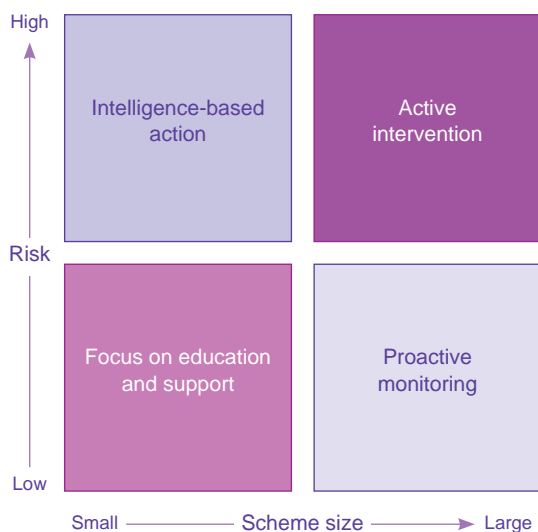 High
Intelligence-based
action
Active
intervention
Risk
Focus on education
and support
Proactive
monitoring
Low
Small
Scheme size
Large